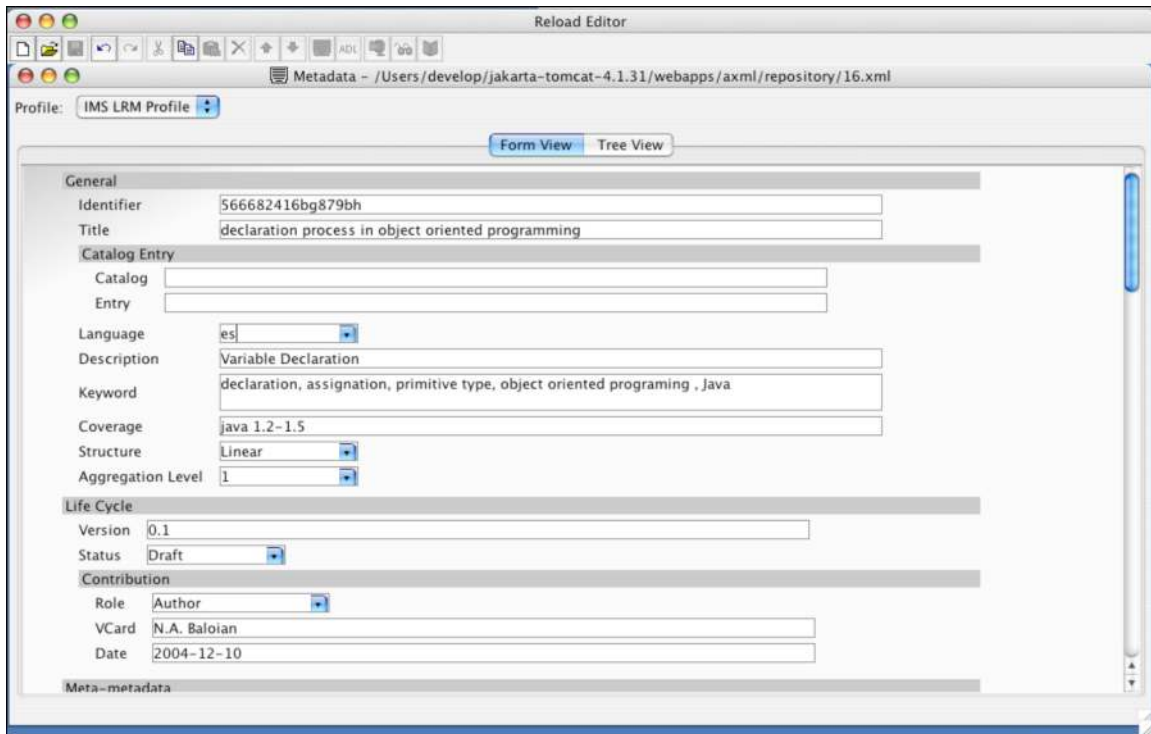 Reload Editor
ADL
Metadata - /Users/develop/jakarta-tomcat-4.1.31/webapps/axml/repository/16.xml
Profile: IMS LRM Profile
Form View Tree View
General
Identifier 566682416bg879bh
Title declaration process in object oriented programming
Catalog Entry
Catalog
Entry
Language es
Description Variable Declaration
Keyword declaration, assignation, primitive type, object oriented programing , Java
Coverage java 1.2-1.5
Structure Linear
Aggregation Level 1
Life Cycle
Version 0.1
Status Draft
Contribution
Role Author
VCard N.A. Baloian
Date 2004-12-10
Meta-metadata